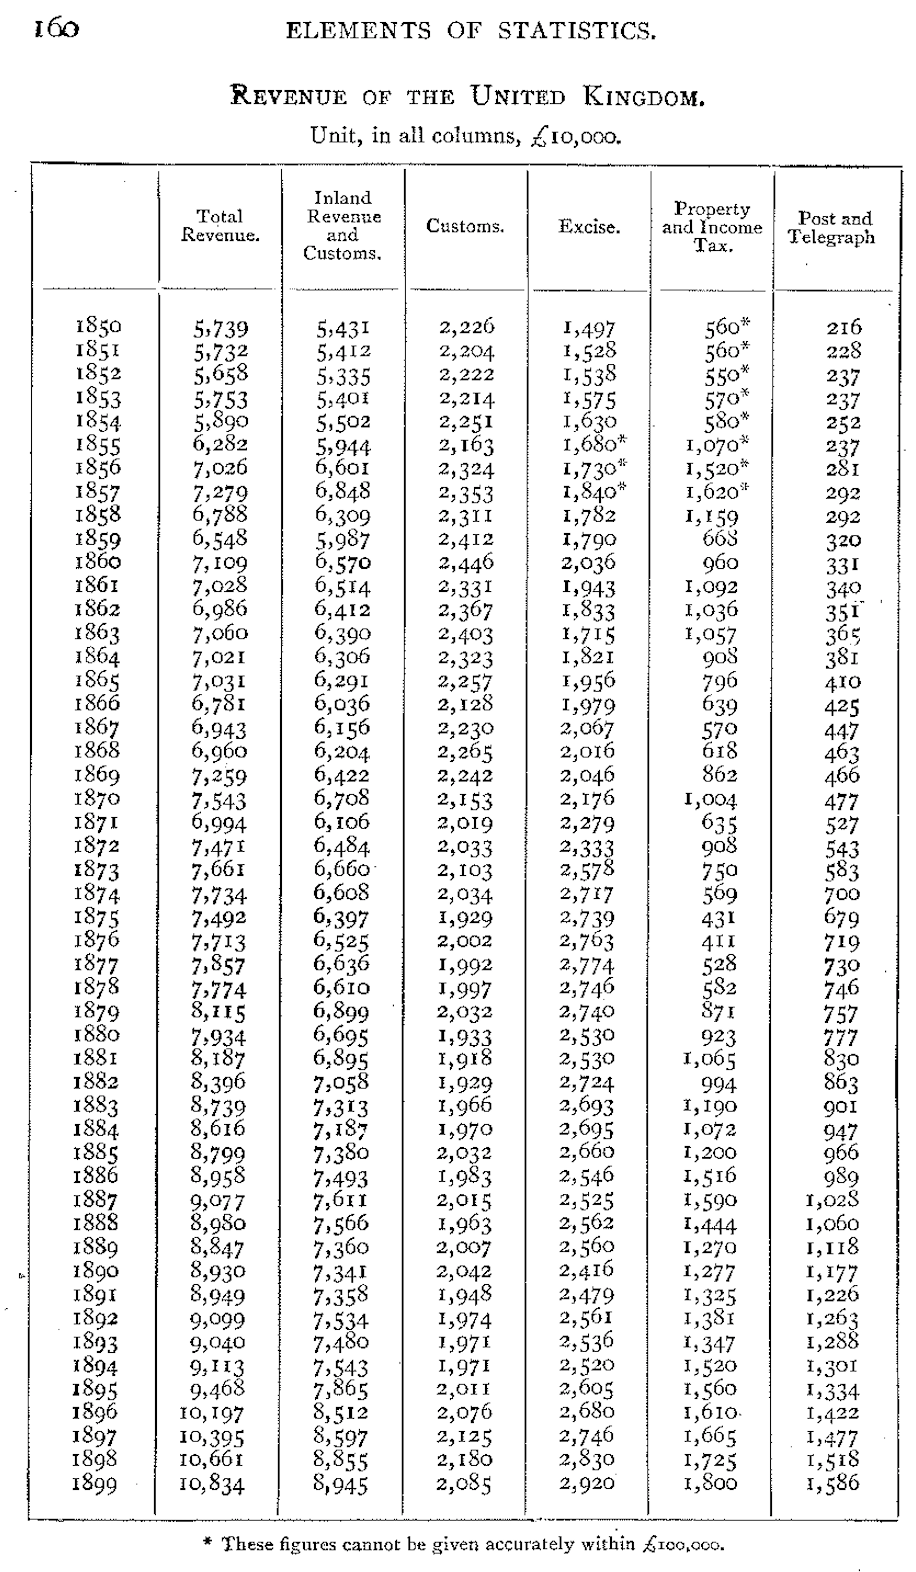 160 ELEMENTS OF STATISTICS.
REVENUE OF THE UNITED KINGDOM.
Unit, in all columns, £10,000.
Total Revenue. Inland Revenue and Customs. Customs. Excise. Property and Income Tax. Post and Telegraph
1850 5,739 5,431 2,226 1,497 560* 216
1851 5,732 5,412 2,204 1,528 560* 228
1852 5,658 5,335 2,222 1,538 550* 237
1853 5,753 5,401 2,214 1,575 570* 237
1854 5,890 5,502 2,251 1,630 580* 252
1855 6,282 5,944 2,163 1,680* 1,070* 237
1856 7,026 6,601 2,324 1,730* 1,520* 281
1857 7,279 6,848 2,353 1,840* 1,620* 292
1858 6,788 6,309 2,311 1,782 1,159 292
1859 6,548 5,987 2,412 1,790 668 320
1860 7,109 6,570 2,446 2,036 960 331
1861 7,028 6,514 2,331 1,943 1,092 340
1862 6,986 6,412 2,367 1,833 1,036 351
1863 7,060 6,390 2,403 1,715 1,057 365
1864 7,021 6,306 2,323 1,821 908 381
1865 7,031 6,291 2,257 1,956 796 410
1866 6,781 6,036 2,128 1,979 639 425
1867 6,943 6,156 2,230 2,067 570 447
1868 6,960 6,204 2,265 2,016 618 463
1869 7,259 6,422 2,242 2,046 862 466
1870 7,543 6,708 2,153 2,176 1,004 477
1871 6,994 6,106 2,019 2,279 635 527
1872 7,471 6,484 2,033 2,333 908 543
1873 7,661 6,660 2,103 2,578 750 583
1874 7,734 6,608 2,034 2,717 569 700
1875 7,492 6,397 1,929 2,739 431 679
1876 7,713 6,525 2,002 2,763 411 719
1877 7,857 6,636 1,992 2,774 528 730
1878 7,774 6,610 1,997 2,746 582 746
1879 8,115 6,899 2,032 2,740 871 757
1880 7,934 6,695 1,933 2,530 923 777
1881 8,187 6,895 1,918 2,530 1,065 830
1882 8,396 7,058 1,929 2,724 994 863
1883 8,739 7,313 1,966 2,693 1,190 901
1884 8,616 7,187 1,970 2,695 1,072 947
1885 8,799 7,380 2,032 2,660 1,200 966
1886 8,958 7,493 1,983 2,546 1,516 989
1887 9,077 7,611 2,015 2,525 1,590 1,028
1888 8,980 7,566 1,963 2,562 1,444 1,060
1889 8,847 7,360 2,007 2,560 1,270 1,118
1890 8,930 7,341 2,042 2,416 1,277 1,177
1891 8,949 7,358 1,948 2,479 1,325 1,226
1892 9,099 7,534 1,974 2,561 1,381 1,263
1893 9,040 7,480 1,971 2,536 1,347 1,288
1894 9,113 7,543 1,971 2,520 1,520 1,301
1895 9,468 7,865 2,011 2,605 1,560 1,334
1896 10,197 8,512 2,076 2,680 1,610 1,422
1897 10,395 8,597 2,125 2,746 1,665 1,477
1898 10,661 8,855 2,180 2,830 1,725 1,518
1899 10,834 8,945 2,085 2,920 1,800 1,586
* These figures cannot be given accurately within £100,000.